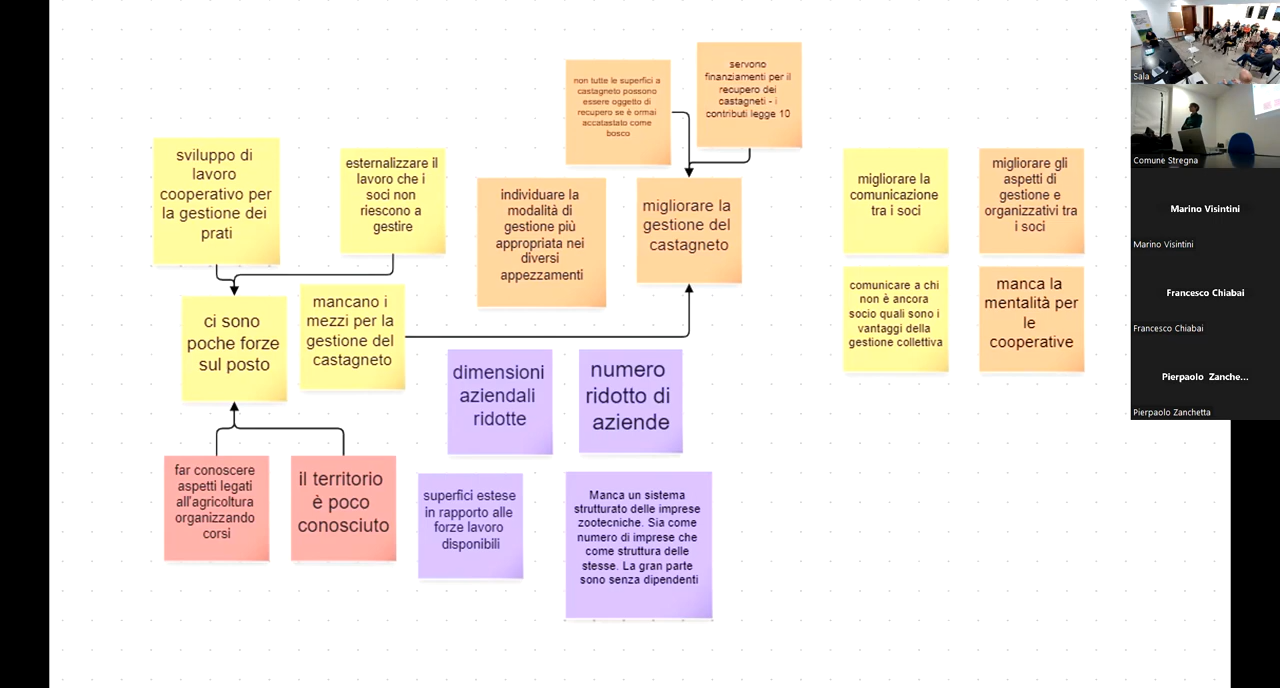 non tutte le superfici a
castagneto possono
essere oggetto di
recupero se è ormai
accatastato come
bosco
servono
finanziamenti per il
recupero dei
castagneti - i
contributi legge 10
sviluppo di
lavoro
cooperativo per
la gestione dei
prati
esternalizzare il
lavoro che i
soci non
riescono a
gestire
individuare la
modalità di
gestione più
appropriata nei
diversi
appezzamenti
migliorare la
gestione del
castagneto
migliorare la
comunicazione
tra i soci
migliorare gli
aspetti di
gestione e
organizzativi tra
i soci
ci sono
poche forze
sul posto
mancano i
mezzi per la
gestione del
castagneto
comunicare a chi
non è ancora
socio quali sono i
vantaggi della
gestione collettiva
manca la
mentalità per
le
cooperative
dimensioni
aziendali
ridotte
numero
ridotto di
aziende
far conoscere
aspetti legati
all'agricoltura
organizzando
corsi
il territorio
è poco
conosciuto
superfici estese
in rapporto alle
forze lavoro
disponibili
Manca un sistema
strutturato delle imprese
zootecniche. Sia come
numero di imprese che
come struttura delle
stesse. La gran parte
sono senza dipendenti
Sala
Comune Stregna
Marino Visintini
Marino Visintini
Francesco Chiabai
Francesco Chiabai
Pierpaolo Zanche...
Pierpaolo Zanchetta